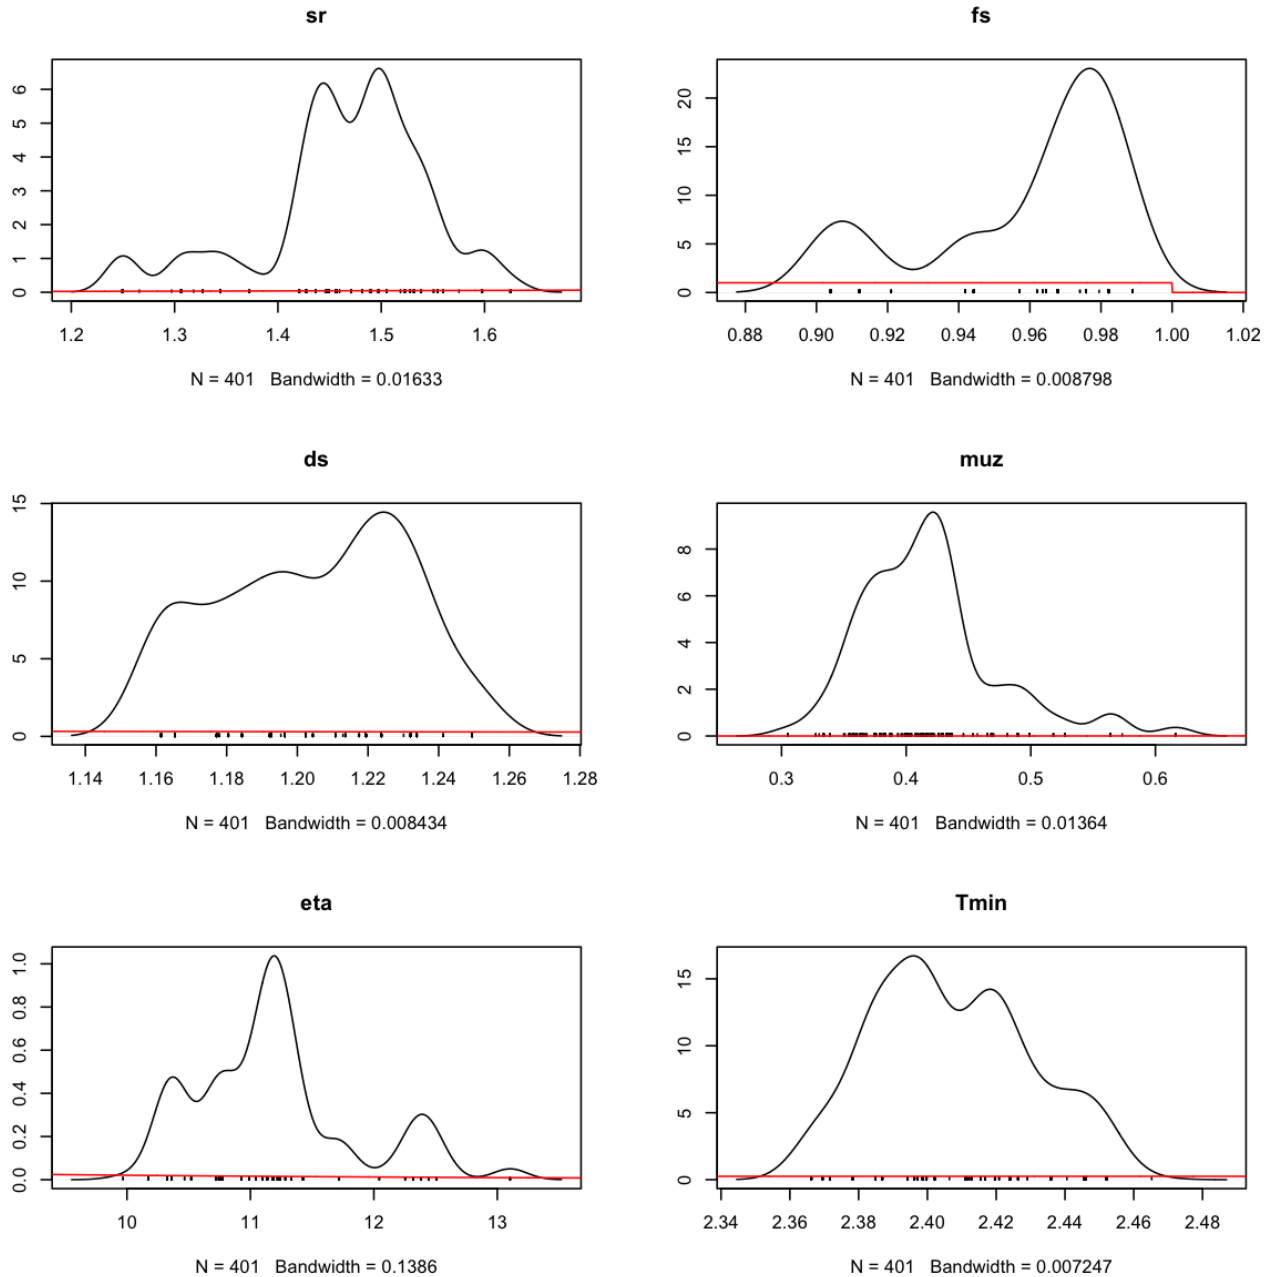 sr
6
5
4
3
2
1
0
1.2 1.3 1.4 1.5 1.6
N = 401 Bandwidth = 0.01633
fs
20
15
10
5
0
0.88 0.90 0.92 0.94 0.96 0.98 1.00 1.02
N = 401 Bandwidth = 0.008798
ds
15
10
5
0
1.14 1.16 1.18 1.20 1.22 1.24 1.26 1.28
N = 401 Bandwidth = 0.008434
muz
8
6
4
2
0
0.3 0.4 0.5 0.6
N = 401 Bandwidth = 0.01364
eta
1.0
0.8
0.6
0.4
0.2
0.0
10 11 12 13
N = 401 Bandwidth = 0.1386
Tmin
15
10
5
0
2.34 2.36 2.38 2.40 2.42 2.44 2.46 2.48
N = 401 Bandwidth = 0.007247